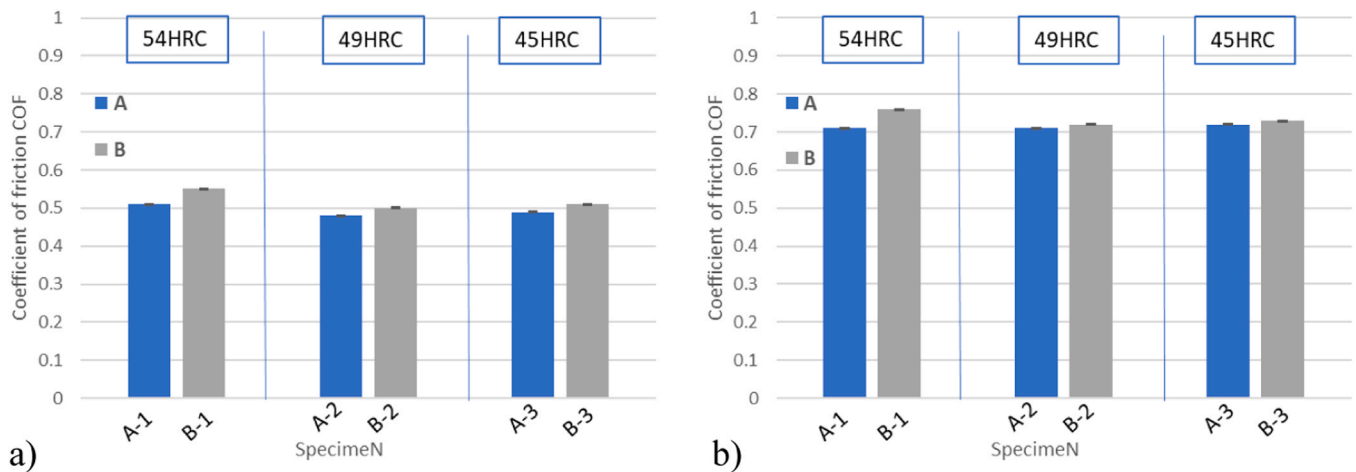 1
0.9
0.8
0.7
0.6
0.5
0.4
0.3
0.2
0.1
0
Coefficient of friction COF
54HRC
49HRC
45HRC
A
B
A-1
B-1
A-2
B-2
A-3
B-3
SpecimeN
a)
1
0.9
0.8
0.7
0.6
0.5
0.4
0.3
0.2
0.1
0
Coefficient of friction COF
54HRC
49HRC
45HRC
A
B
A-1
B-1
A-2
B-2
A-3
B-3
SpecimeN
b)